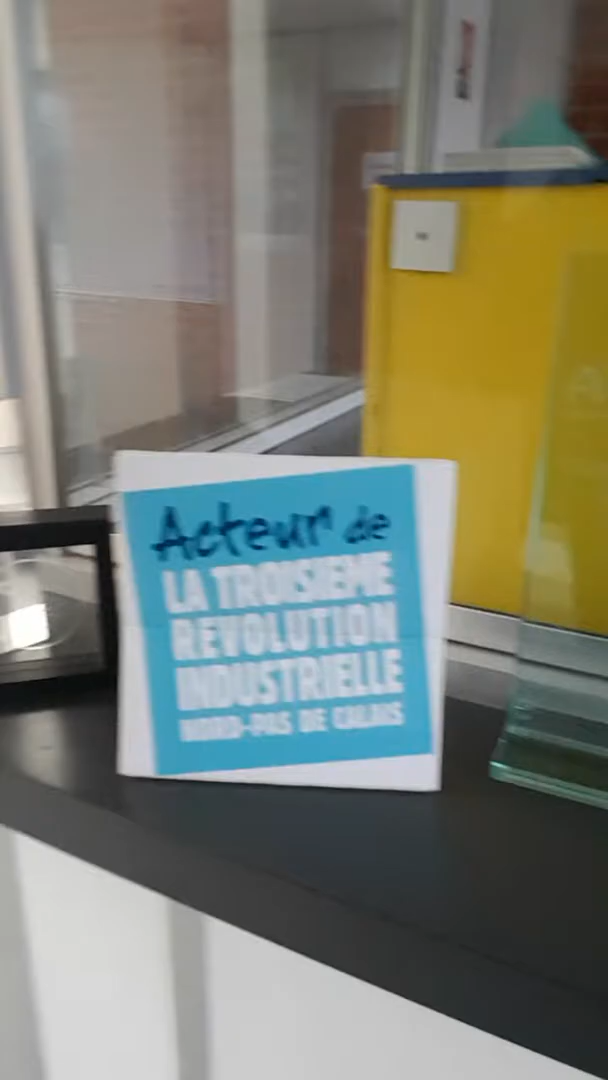 Acteur de
LA TROISIEME
REVOLUTION
INDUSTRIELLE
NORD-PAS DE CALAIS